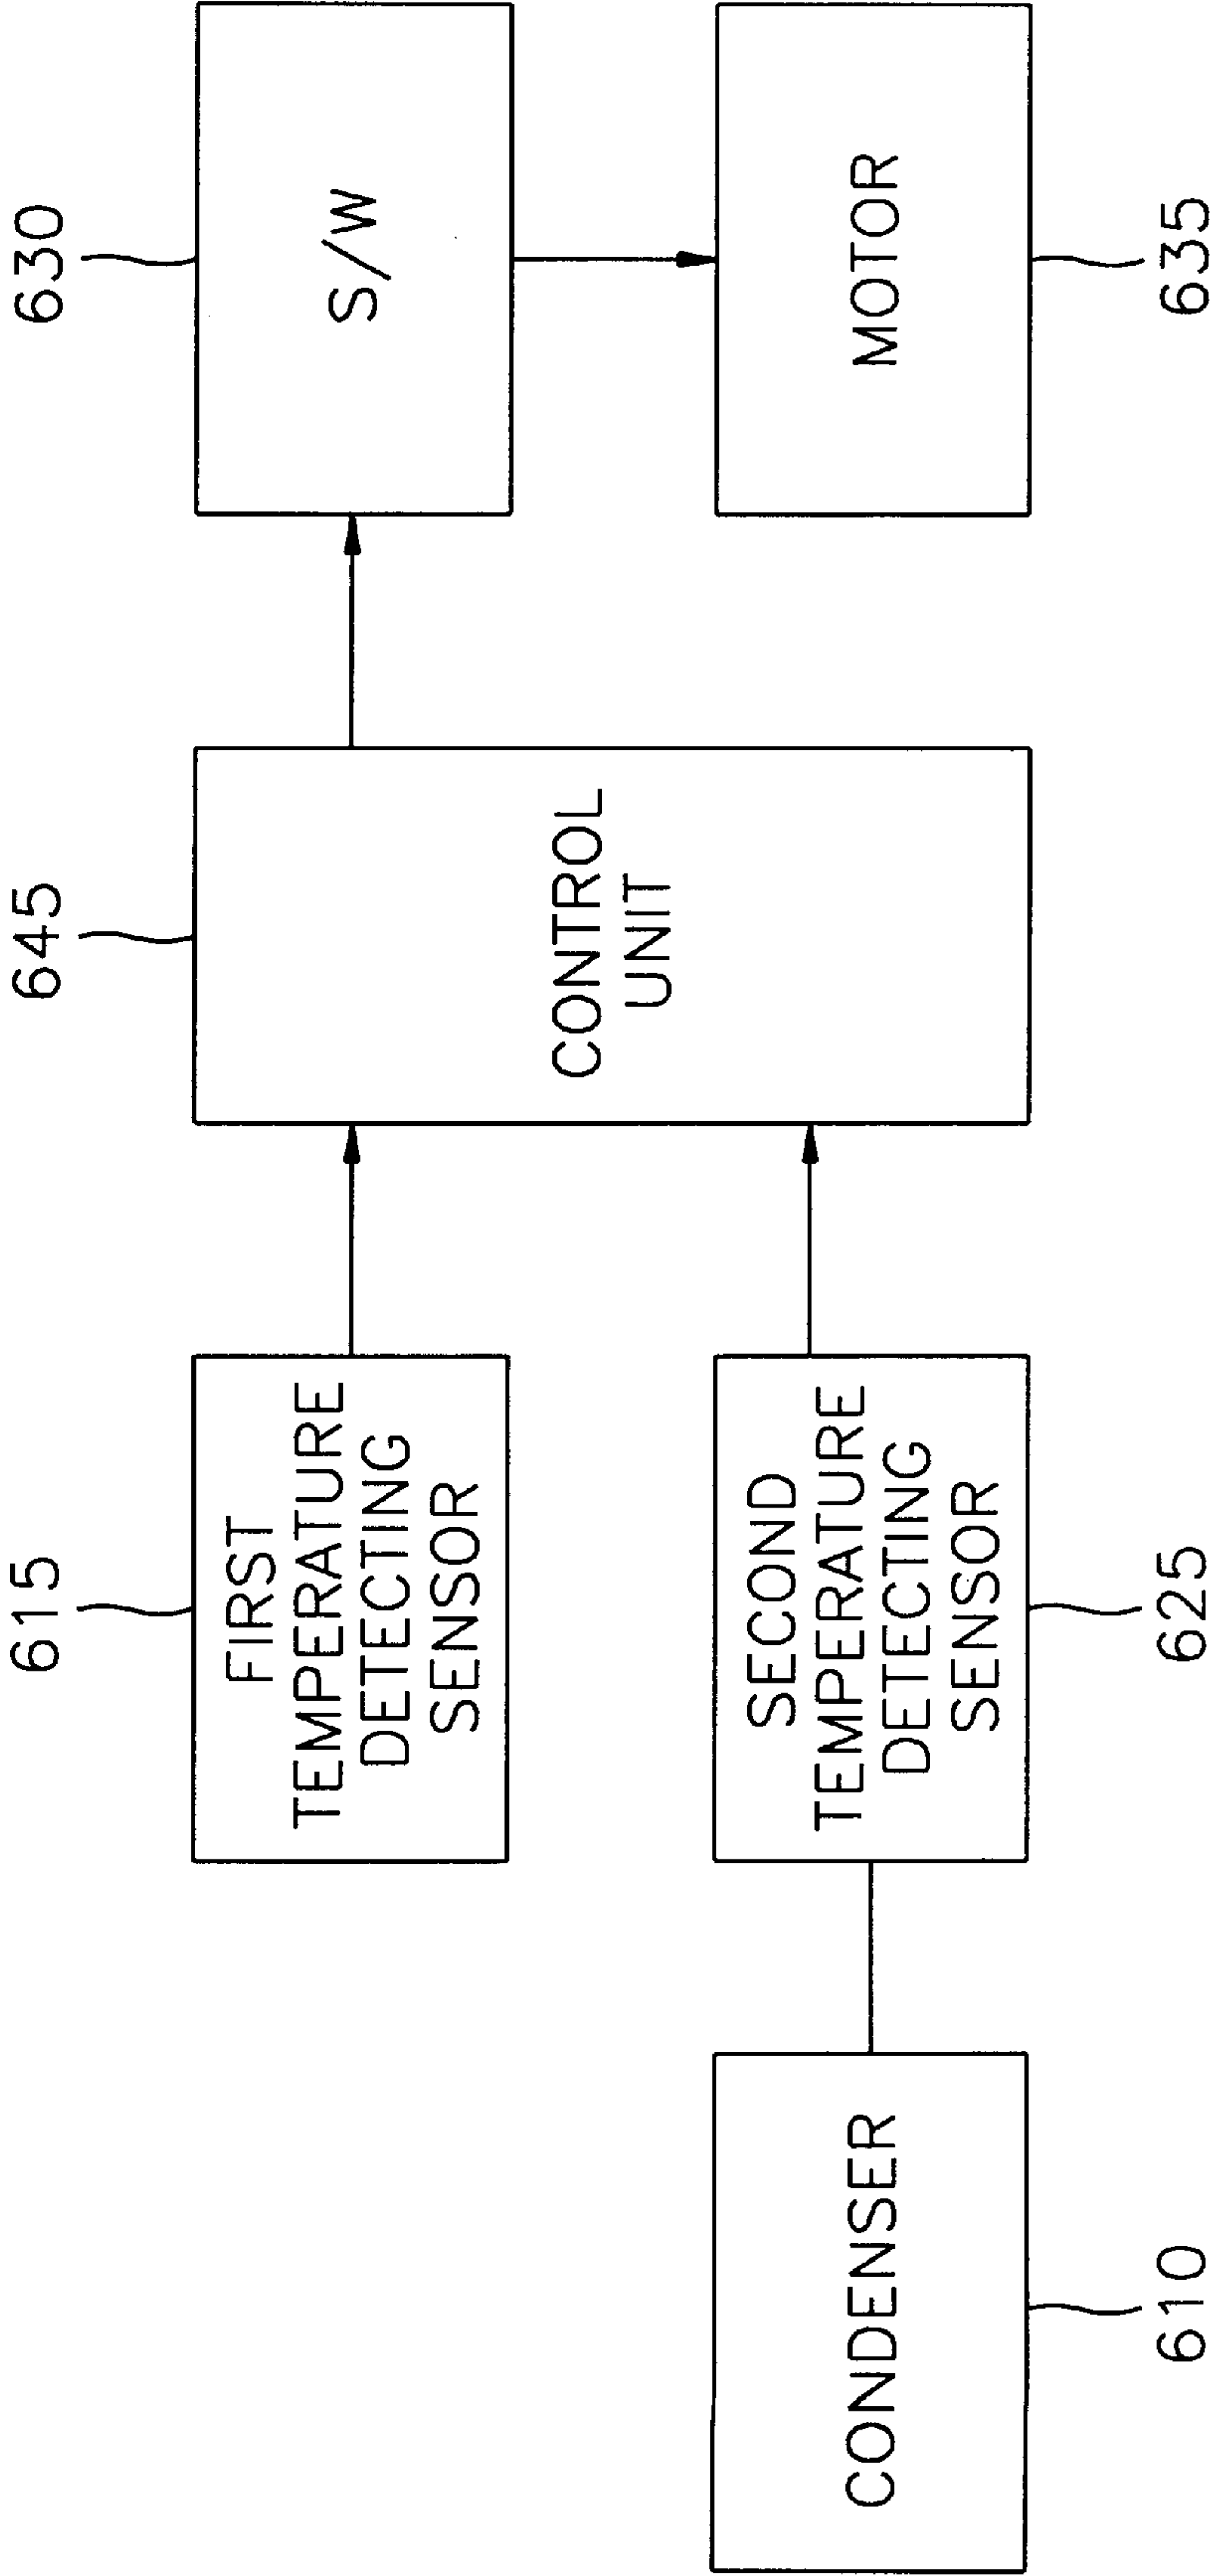 615
FIRST
TEMPERATURE
DETECTING
SENSOR
645
CONTROL
UNIT
630
S/W
CONDENSER
610
SECOND
TEMPERATURE
DETECTING
SENSOR
625
MOTOR
635